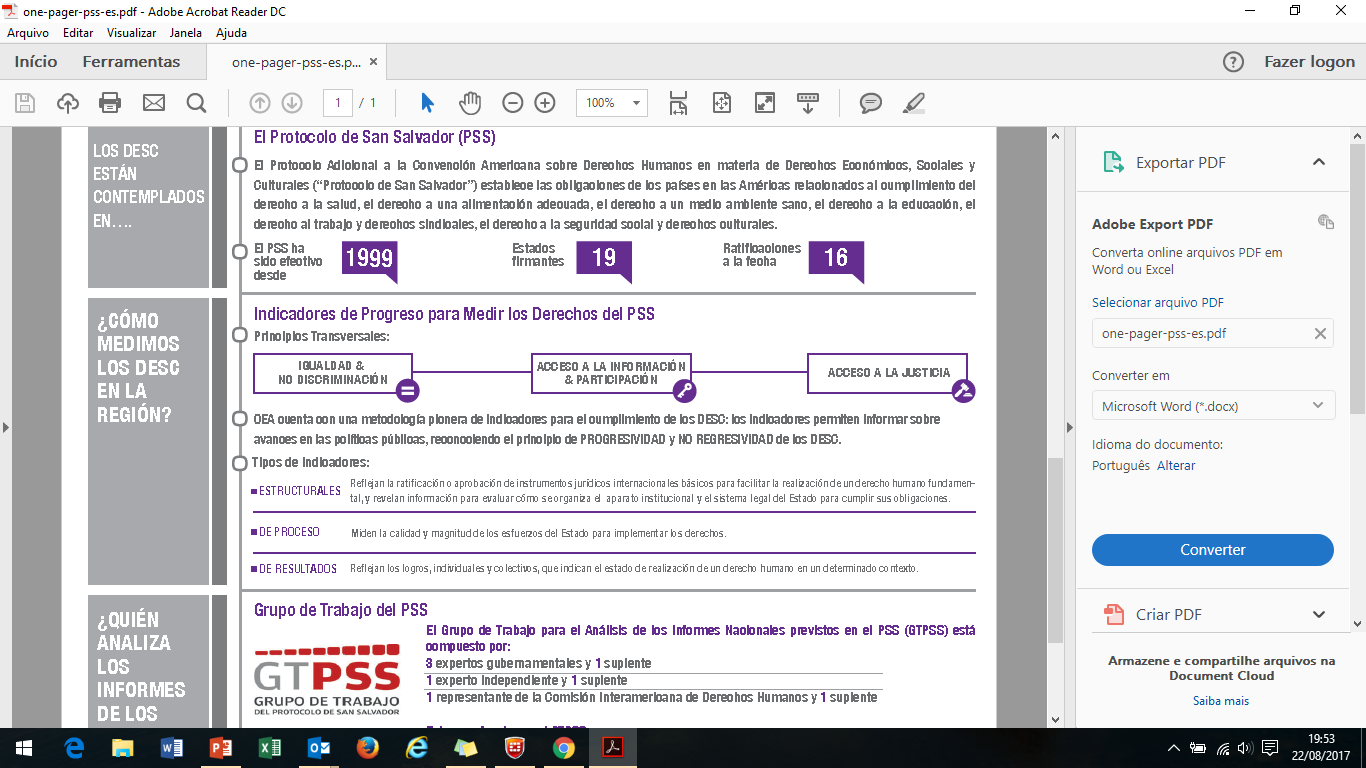 one-pager-pss-es.pdf - Adobe Acrobat Reader DC
Arquivo Editar Visualizar Janela Ajuda
Início Ferramentas one-pager-pss-es.p... × Fazer logon
1 / 1 100%
LOS DESC
ESTÁN
CONTEMPLADOS
EN....
El Protocolo de San Salvador (PSS)
El Protocolo Adicional a la Convención Americana sobre Derechos Humanos en materia de Derechos Económicos, Sociales y
Culturales (“Protocolo de San Salvador”) establece las obligaciones de los países en las Américas relacionados al cumplimiento del
derecho a la salud, el derecho a una alimentación adecuada, el derecho a un medio ambiente sano, el derecho a la educación, el
derecho al trabajo y derechos sindicales, el derecho a la seguridad social y derechos culturales.
El PSS ha
sido efectivo
desde
1999
Estados
firmantes
19
Ratificaciones
a la fecha
16
¿CÓMO
MEDIMOS
LOS DESC
EN LA
REGIÓN?
Indicadores de Progreso para Medir los Derechos del PSS
Principios Transversales:
IGUALDAD &
NO DISCRIMINACIÓN
ACCESO A LA INFORMACIÓN
& PARTICIPACIÓN
ACCESO A LA JUSTICIA
OEA cuenta con una metodología pionera de indicadores para el cumplimiento de los DESC: los indicadores permiten informar sobre
avances en las políticas públicas, reconociendo el principio de PROGRESIVIDAD y NO REGRESIVIDAD de los DESC.
Tipos de Indicadores:
ESTRUCTURALES
Reflejan la ratificación o aprobación de instrumentos jurídicos internacionales básicos para facilitar la realización de un derecho humano fundamen-
tal, y revelan información para evaluar cómo se organiza el aparato institucional y el sistema legal del Estado para cumplir sus obligaciones.
DE PROCESO
Miden la calidad y magnitud de los esfuerzos del Estado para implementar los derechos.
DE RESULTADOS
Reflejan los logros, individuales y colectivos, que indican el estado de realización de un derecho humano en un determinado contexto.
¿QUIÉN
ANALIZA
LOS
INFORMES
DE LOS
Grupo de Trabajo del PSS
GTPSS
GRUPO DE TRABAJO
DEL PROTOCOLO DE SAN SALVADOR
El Grupo de Trabajo para el Análisis de los Informes Nacionales previstos en el PSS (GTPSS) está
compuesto por:
3 expertos gubernamentales y 1 suplente
1 experto independiente y 1 suplente
1 representante de la Comisión Interamericana de Derechos Humanos y 1 suplente
Exportar PDF
Adobe Export PDF
Converta online arquivos PDF em
Word ou Excel
Selecionar arquivo PDF
one-pager-pss-es.pdf
Converter em
Microsoft Word (*.docx)
Idioma do documento:
Português Alterar
Converter
Criar PDF
Armazene e compartilhe arquivos na
Document Cloud
Saiba mais
19:53
22/08/2017